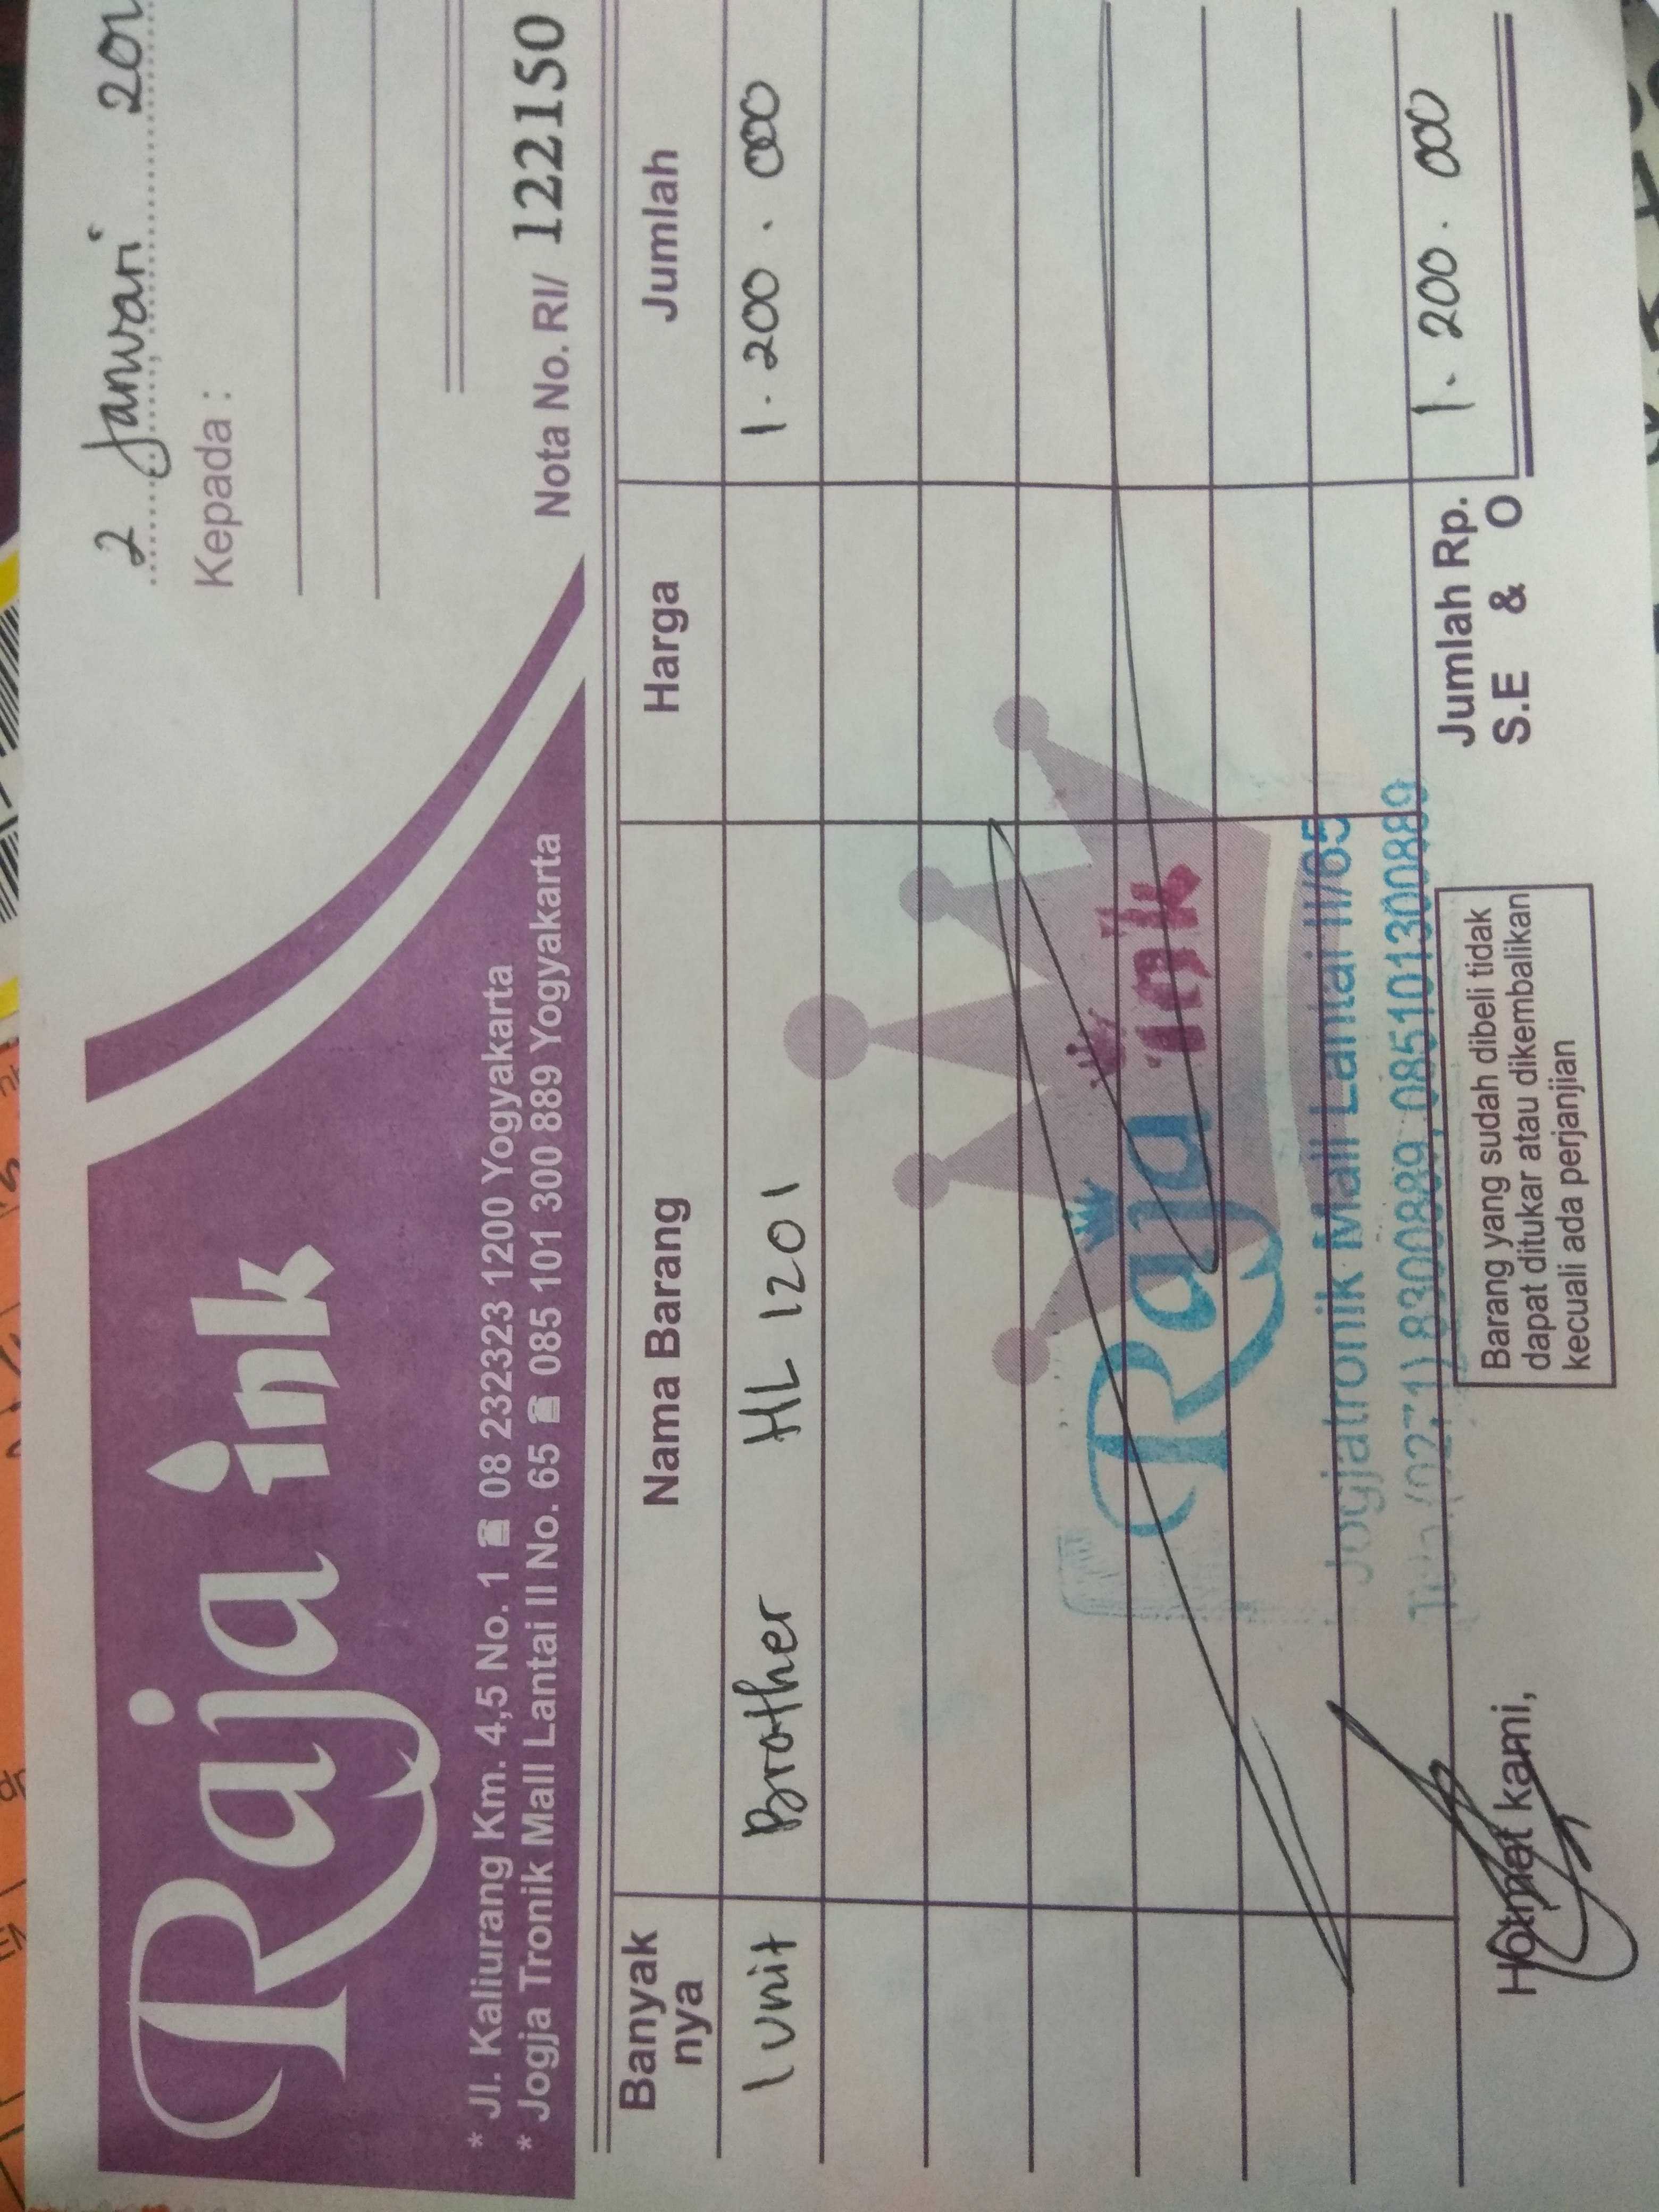 Raja ink
* Jl. Kaliurang Km. 4,5 No. 1 ☎ 08 232323 1200 Yogyakarta
* Jogja Tronik Mall Lantai II No. 65 ☎ 085 101 300 889 Yogyakarta
2 Januari 201
Kepada :
Nota No. RI/ 122150
Banyak nya Nama Barang Harga Jumlah
1 unit Brother HL 1201 1.200.000
Raja ink
Jogjatronik Mall Lantai II/65
(0271) 8300889, 085101300889
Jumlah Rp. 1.200.000
S.E & O
Hormat kami,
Barang yang sudah dibeli tidak
dapat ditukar atau dikembalikan
kecuali ada perjanjian